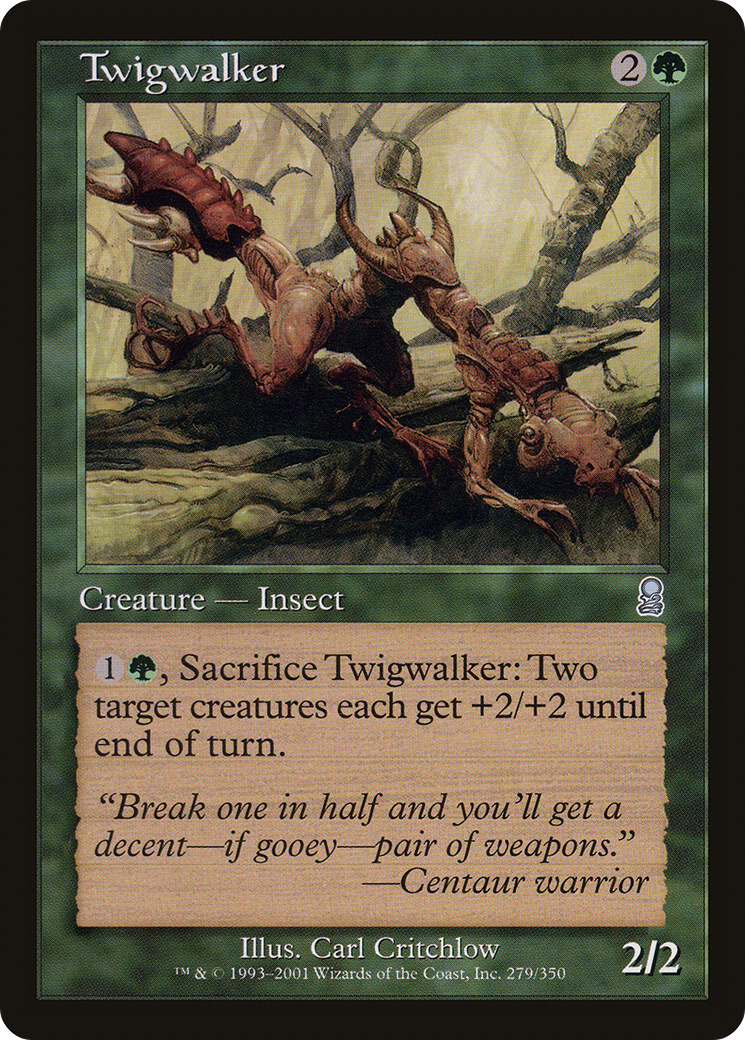 Twigwalker 2
Creature — Insect
1, Sacrifice Twigwalker: Two
target creatures each get +2/+2 until
end of turn.
“Break one in half and you’ll get a
decent—if gooey—pair of weapons.”
—Centaur warrior
Illus. Carl Critchlow
™ & © 1993–2001 Wizards of the Coast, Inc. 279/350
2/2